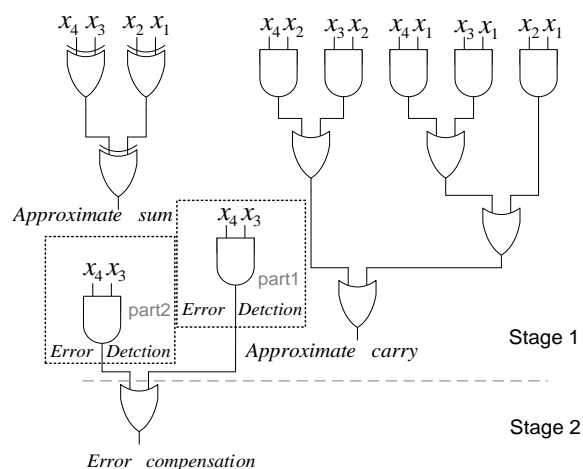 x₄ x₃ x₂ x₁
x₄ x₂ x₃ x₂ x₄ x₁ x₃ x₁ x₂ x₁
Approximate sum
x₄ x₃
part1
Error Detction
x₄ x₃
part2
Error Detction
Approximate carry
Stage 1
Stage 2
Error compensation